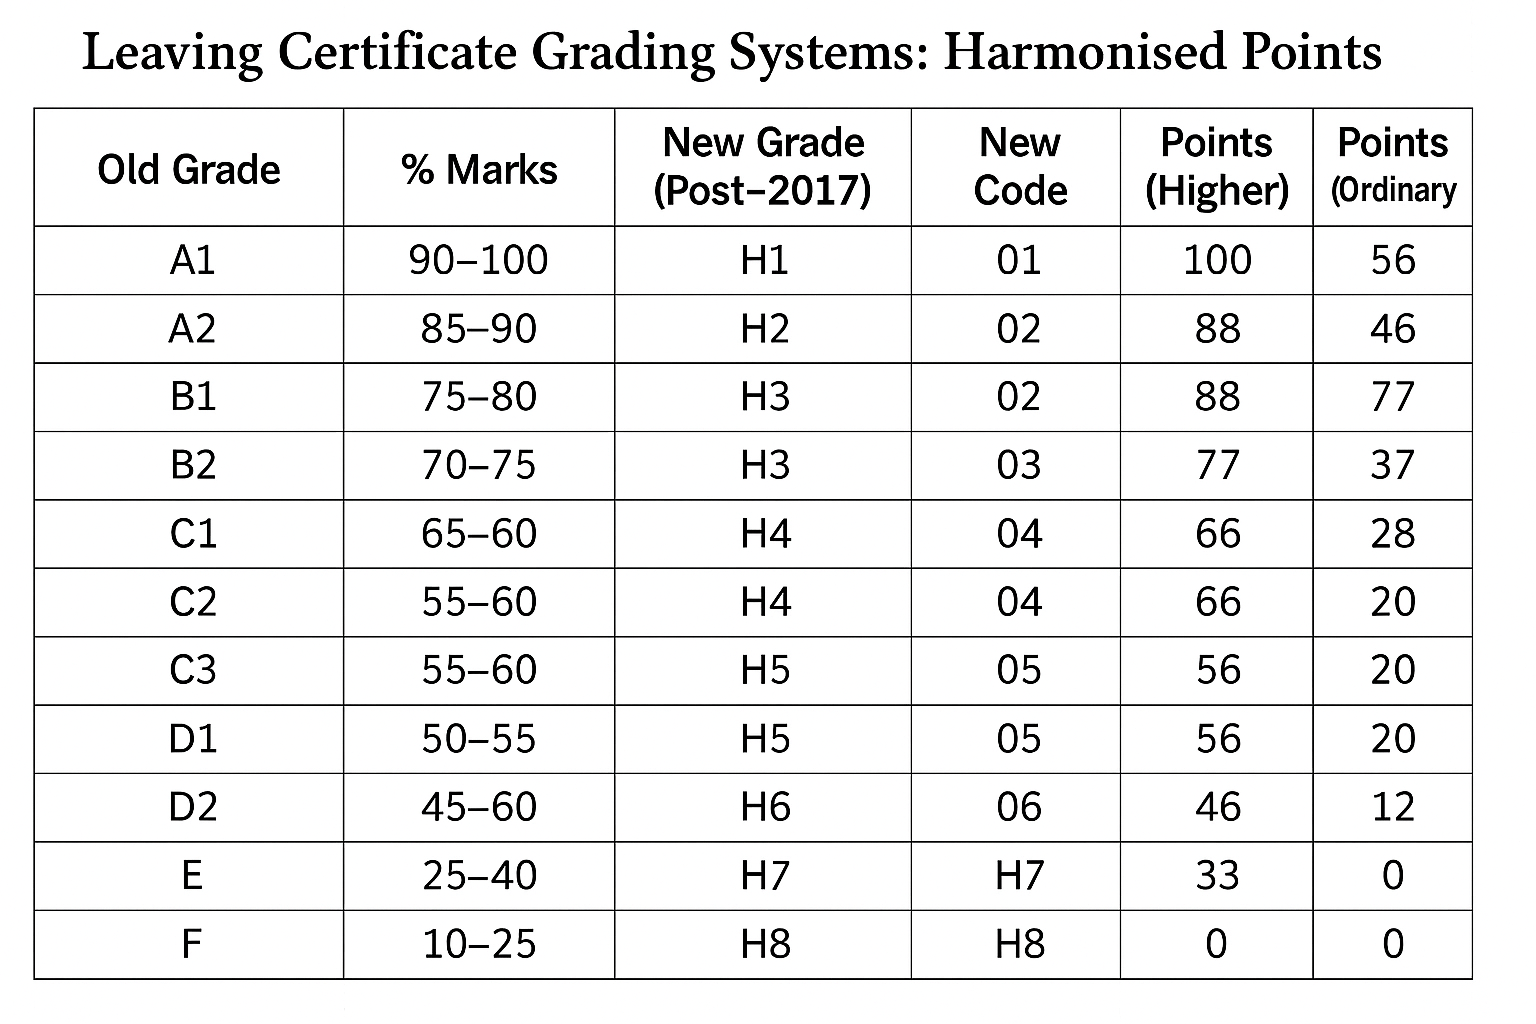 Leaving Certificate Grading Systems: Harmonised Points
Old Grade % Marks New Grade (Post–2017) New Code Points (Higher) Points (Ordinary
A1 90–100 H1 01 100 56
A2 85–90 H2 02 88 46
B1 75–80 H3 02 88 77
B2 70–75 H3 03 77 37
C1 65–60 H4 04 66 28
C2 55–60 H4 04 66 20
C3 55–60 H5 05 56 20
D1 50–55 H5 05 56 20
D2 45–60 H6 06 46 12
E 25–40 H7 H7 33 0
F 10–25 H8 H8 0 0